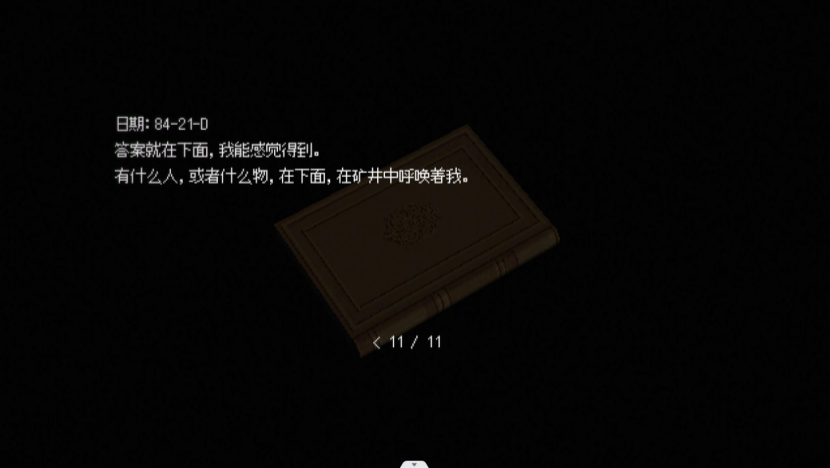 日期: 84-21-D
答案就在下面, 我能感觉得到。
有什么人, 或者什么物, 在下面, 在矿井中呼唤著我。
< 11 / 11